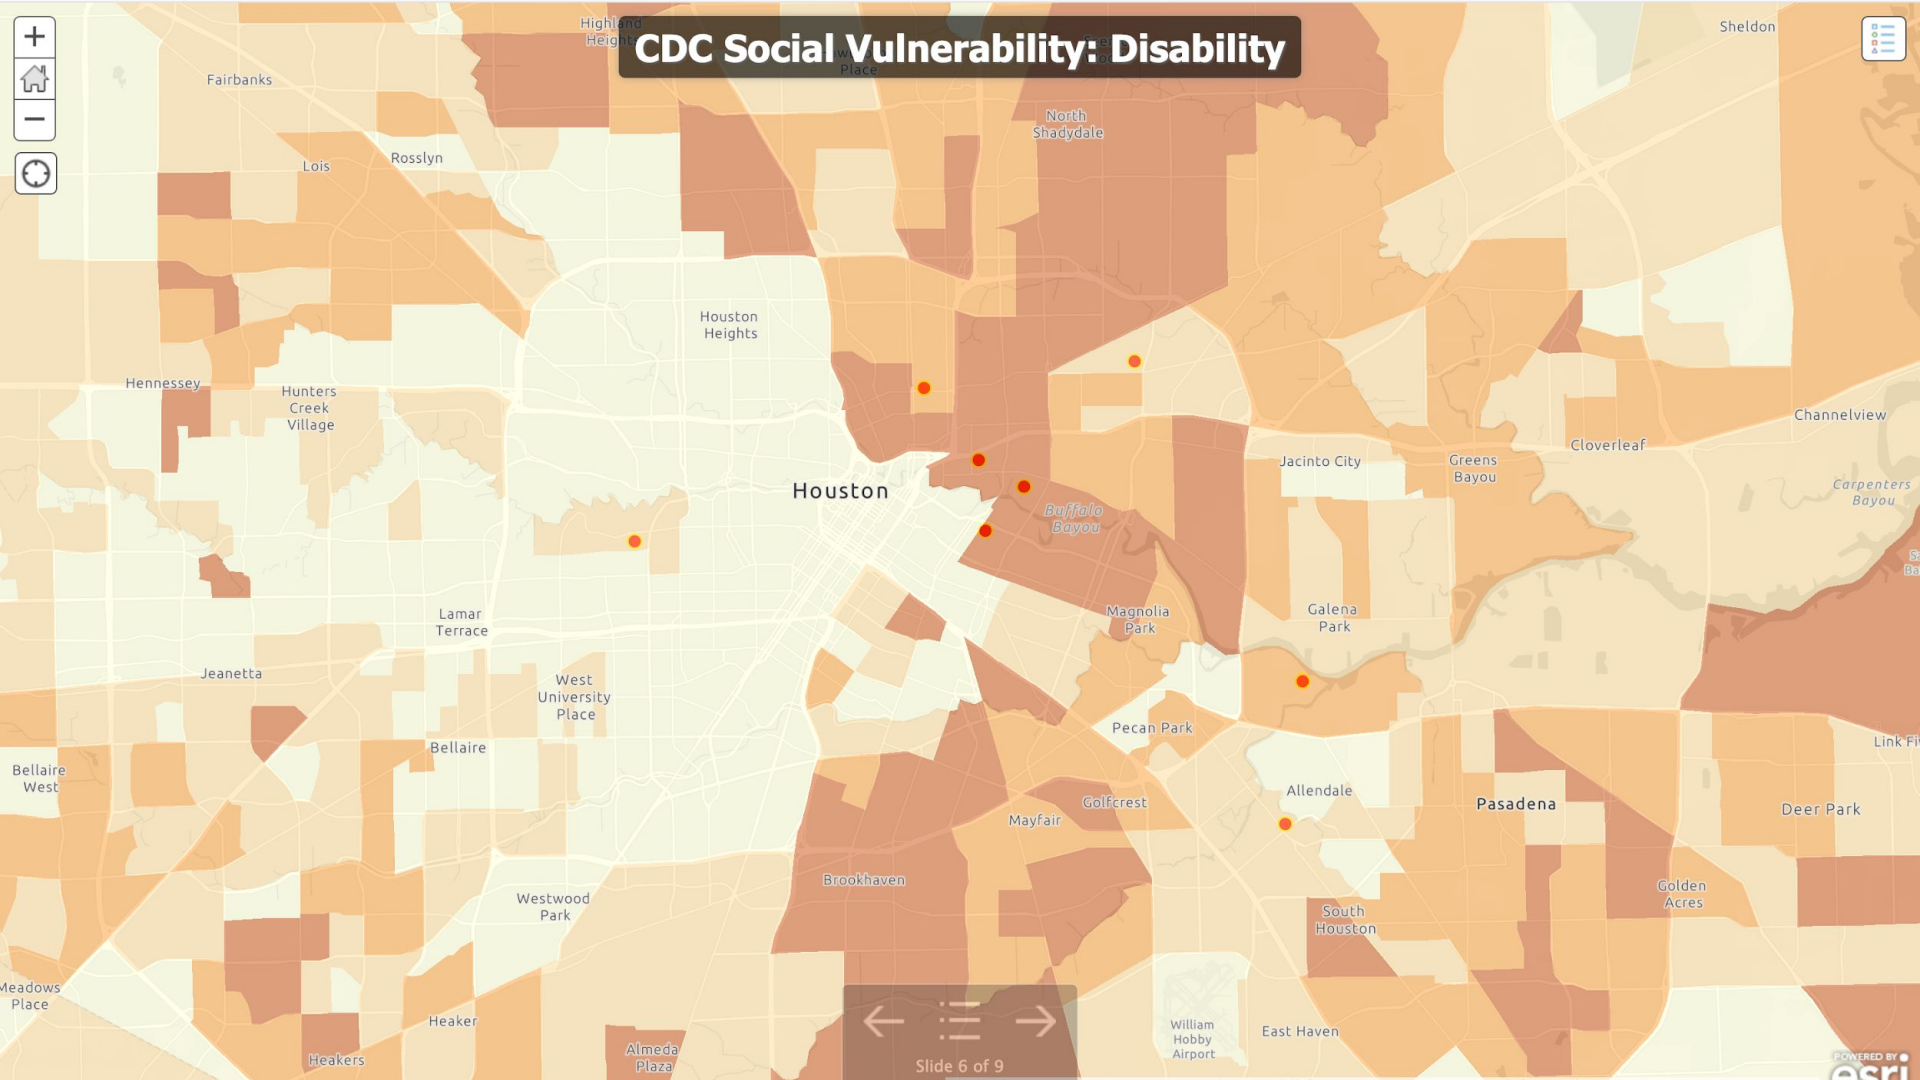 CDC Social Vulnerability: Disability
Highland
Heights
Place
Sheldon
Fairbanks
North
Shadydale
Rosslyn
Lois
Houston
Heights
Hennessey
Hunters
Creek
Village
Channelview
Cloverleaf
Jacinto City
Greens
Bayou
Carpenters
Bayou
Houston
Buffalo
Bayou
Lamar
Terrace
Magnolia
Park
Galena
Park
Jeanetta
West
University
Place
Pecan Park
Link Fi
Bellaire
Bellaire
West
Allendale
Pasadena
Deer Park
Golfcrest
Mayfair
Brookhaven
Golden
Acres
Westwood
Park
South
Houston
Meadows
Place
Heaker
William
Hobby
Airport
East Haven
Heakers
Almeda
Plaza
Slide 6 of 9
POWERED BY
esri